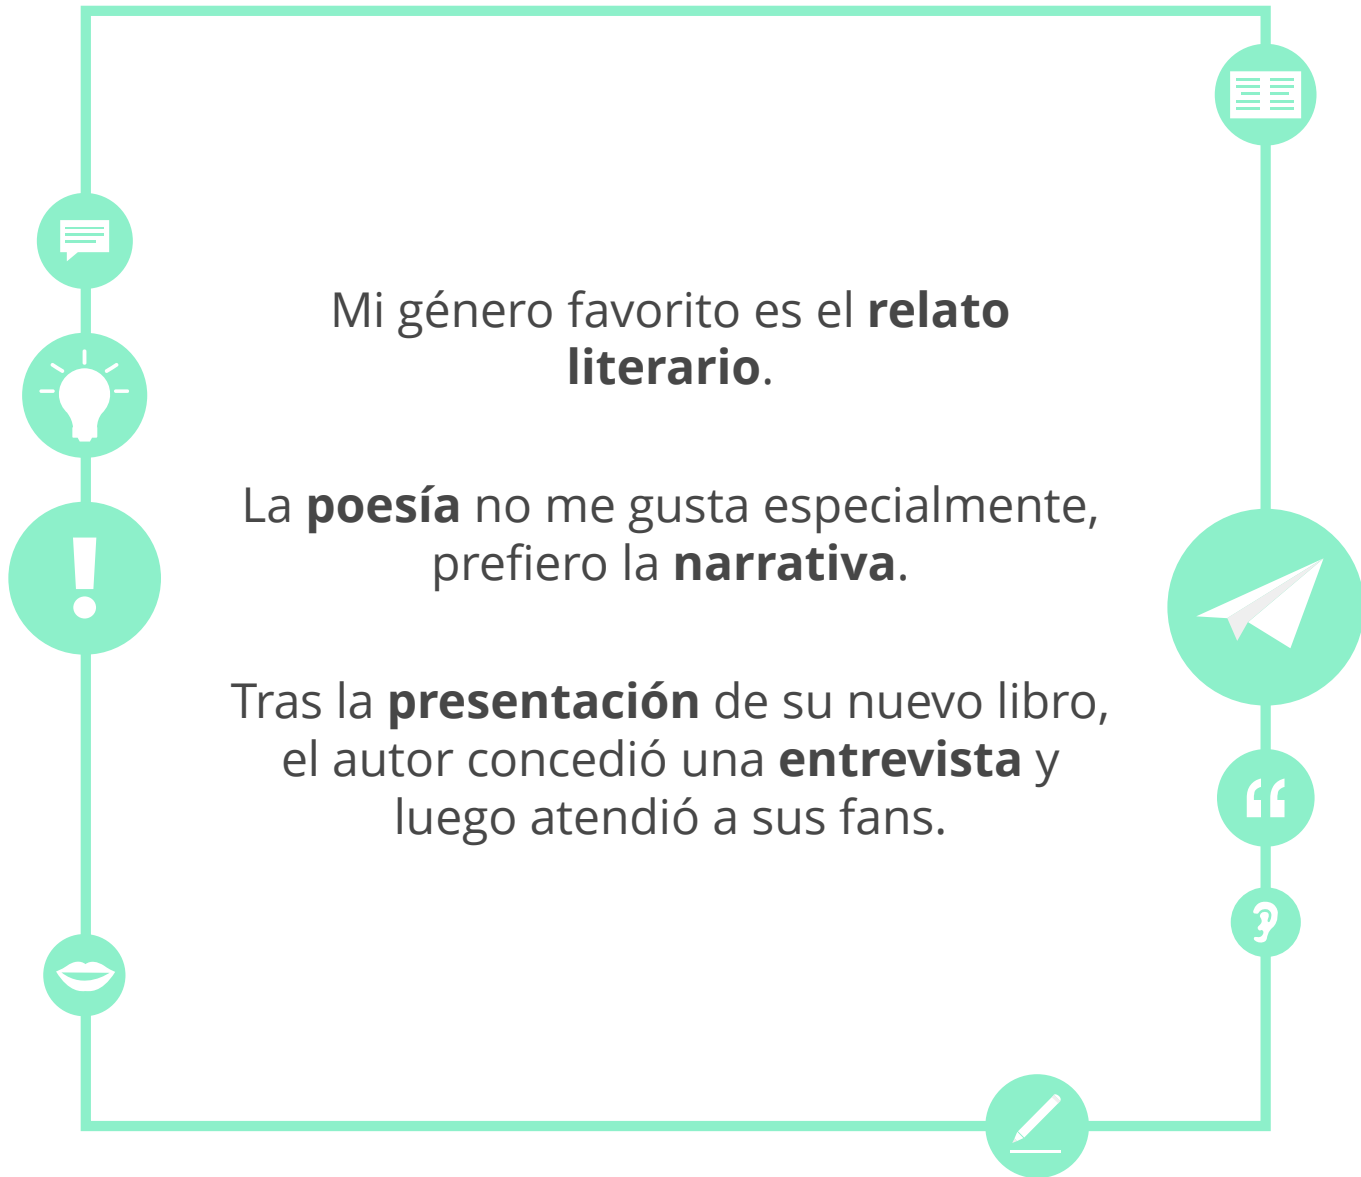 Mi género favorito es el relato
literario.
La poesía no me gusta especialmente,
prefiero la narrativa.
Tras la presentación de su nuevo libro,
el autor concedió una entrevista y
luego atendió a sus fans.